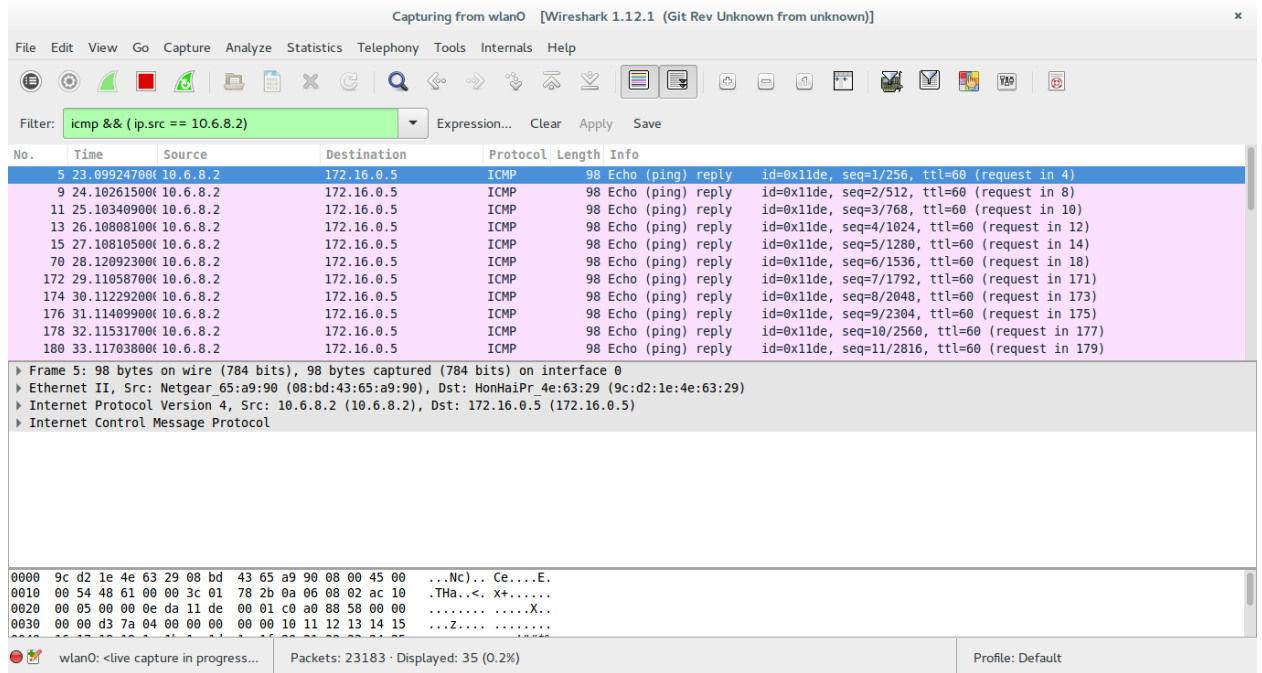 Capturing from wlan0 [Wireshark 1.12.1 (Git Rev Unknown from unknown)]
File Edit View Go Capture Analyze Statistics Telephony Tools Internals Help
Filter: icmp && ( ip.src == 10.6.8.2) Expression... Clear Apply Save
No. Time Source Destination Protocol Length Info
5 23.099247000 10.6.8.2 172.16.0.5 ICMP 98 Echo (ping) reply id=0x11de, seq=1/256, ttl=60 (request in 4)
9 24.102615000 10.6.8.2 172.16.0.5 ICMP 98 Echo (ping) reply id=0x11de, seq=2/512, ttl=60 (request in 8)
11 25.103409000 10.6.8.2 172.16.0.5 ICMP 98 Echo (ping) reply id=0x11de, seq=3/768, ttl=60 (request in 10)
13 26.108081000 10.6.8.2 172.16.0.5 ICMP 98 Echo (ping) reply id=0x11de, seq=4/1024, ttl=60 (request in 12)
15 27.108105000 10.6.8.2 172.16.0.5 ICMP 98 Echo (ping) reply id=0x11de, seq=5/1280, ttl=60 (request in 14)
70 28.120923000 10.6.8.2 172.16.0.5 ICMP 98 Echo (ping) reply id=0x11de, seq=6/1536, ttl=60 (request in 18)
172 29.110587000 10.6.8.2 172.16.0.5 ICMP 98 Echo (ping) reply id=0x11de, seq=7/1792, ttl=60 (request in 171)
174 30.112292000 10.6.8.2 172.16.0.5 ICMP 98 Echo (ping) reply id=0x11de, seq=8/2048, ttl=60 (request in 173)
176 31.114099000 10.6.8.2 172.16.0.5 ICMP 98 Echo (ping) reply id=0x11de, seq=9/2304, ttl=60 (request in 175)
178 32.115317000 10.6.8.2 172.16.0.5 ICMP 98 Echo (ping) reply id=0x11de, seq=10/2560, ttl=60 (request in 177)
180 33.117038000 10.6.8.2 172.16.0.5 ICMP 98 Echo (ping) reply id=0x11de, seq=11/2816, ttl=60 (request in 179)
Frame 5: 98 bytes on wire (784 bits), 98 bytes captured (784 bits) on interface 0
Ethernet II, Src: Netgear_65:a9:90 (08:bd:43:65:a9:90), Dst: HonHaiPr_4e:63:29 (9c:d2:1e:4e:63:29)
Internet Protocol Version 4, Src: 10.6.8.2 (10.6.8.2), Dst: 172.16.0.5 (172.16.0.5)
Internet Control Message Protocol
0000 9c d2 1e 4e 63 29 08 bd 43 65 a9 90 08 00 45 00 ...Nc).. Ce....E.
0010 00 54 48 61 00 00 3c 01 78 2b 0a 06 08 02 ac 10 .THa..<. x+......
0020 00 05 00 00 0e da 11 de 00 01 c0 a0 88 58 00 00 ........ .....X..
0030 00 00 d3 7a 04 00 00 00 00 00 10 11 12 13 14 15 ...z.... ........
wlan0: <live capture in progress... Packets: 23183 · Displayed: 35 (0.2%) Profile: Default